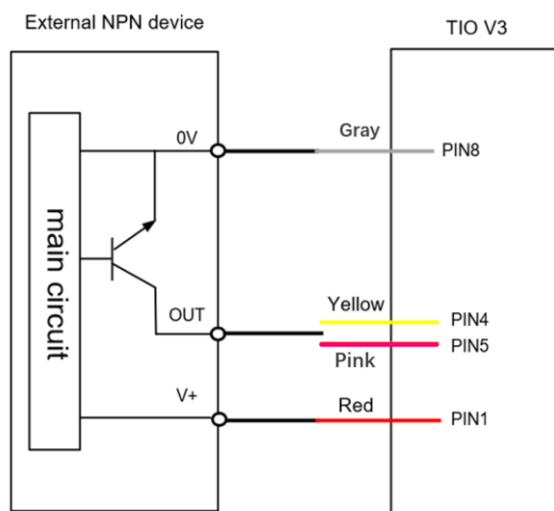 External NPN device
TIO V3
main circuit
0V
Gray
PIN8
OUT
Yellow
PIN4
PIN5
Pink
V+
Red
PIN1